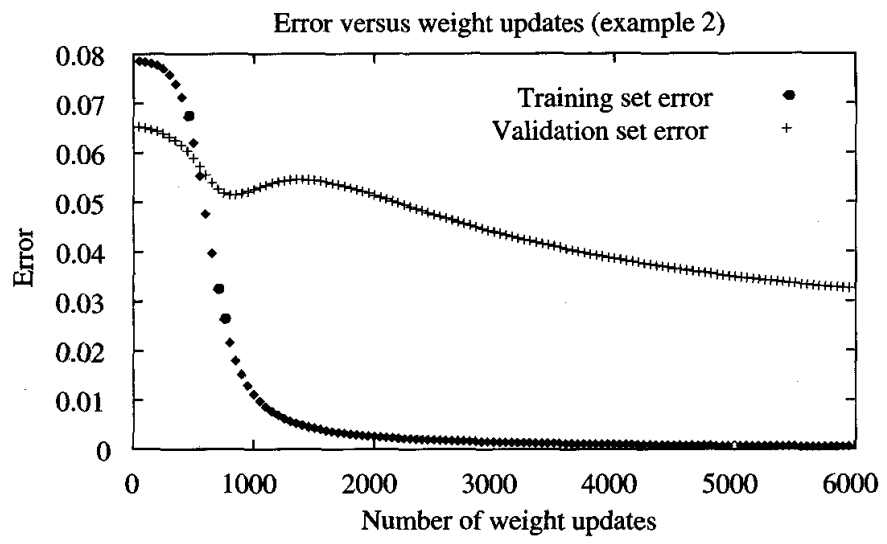 Error versus weight updates (example 2)
0.08
0.07
0.06
0.05
0.04
0.03
0.02
0.01
0
Error
Training set error
Validation set error
0 1000 2000 3000 4000 5000 6000
Number of weight updates